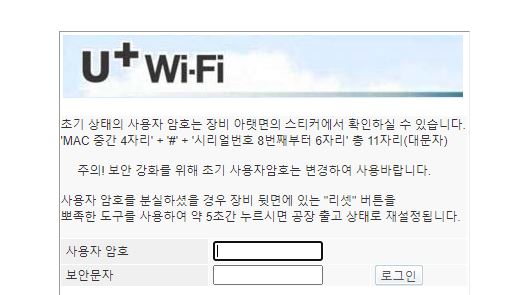 U+ Wi-Fi
초기 상태의 사용자 암호는 장비 아랫면의 스티커에서 확인하실 수 있습니다.
'MAC 중간 4자리' + '#' + '시리얼번호 8번째부터 6자리' 총 11자리(대문자)
주의! 보안 강화를 위해 초기 사용자암호는 변경하여 사용바랍니다.
사용자 암호를 분실하셨을 경우 장비 뒷면에 있는 "리셋" 버튼을
뾰족한 도구를 사용하여 약 5초간 누르시면 공장 출고 상태로 재설정됩니다.
사용자 암호
보안문자 로그인